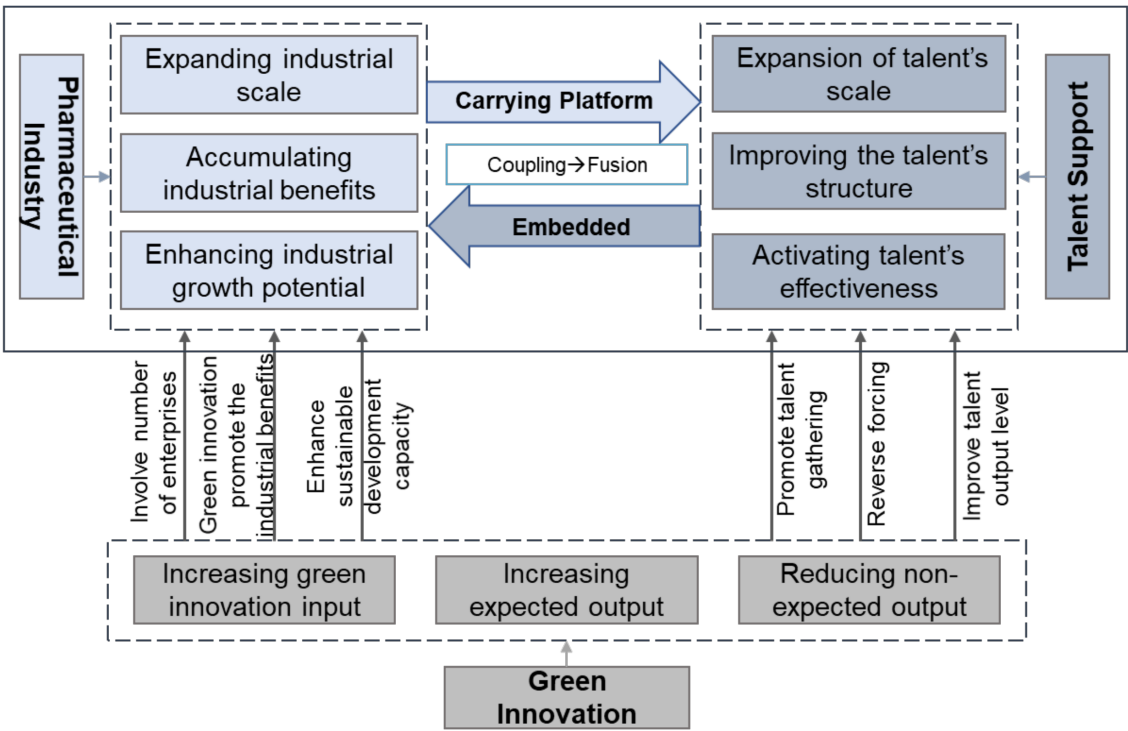 Pharmaceutical
Industry
Expanding industrial
scale
Accumulating
industrial benefits
Enhancing industrial
growth potential
Carrying Platform
Coupling→Fusion
Embedded
Expansion of talent’s
scale
Improving the talent’s
structure
Activating talent’s
effectiveness
Talent Support
Involve number
of enterprises
Green innovation
promote the
industrial benefits
Enhance
sustainable
development
capacity
Promote talent
gathering
Reverse forcing
Improve talent
output level
Increasing green
innovation input
Increasing
expected output
Reducing non-
expected output
Green
Innovation